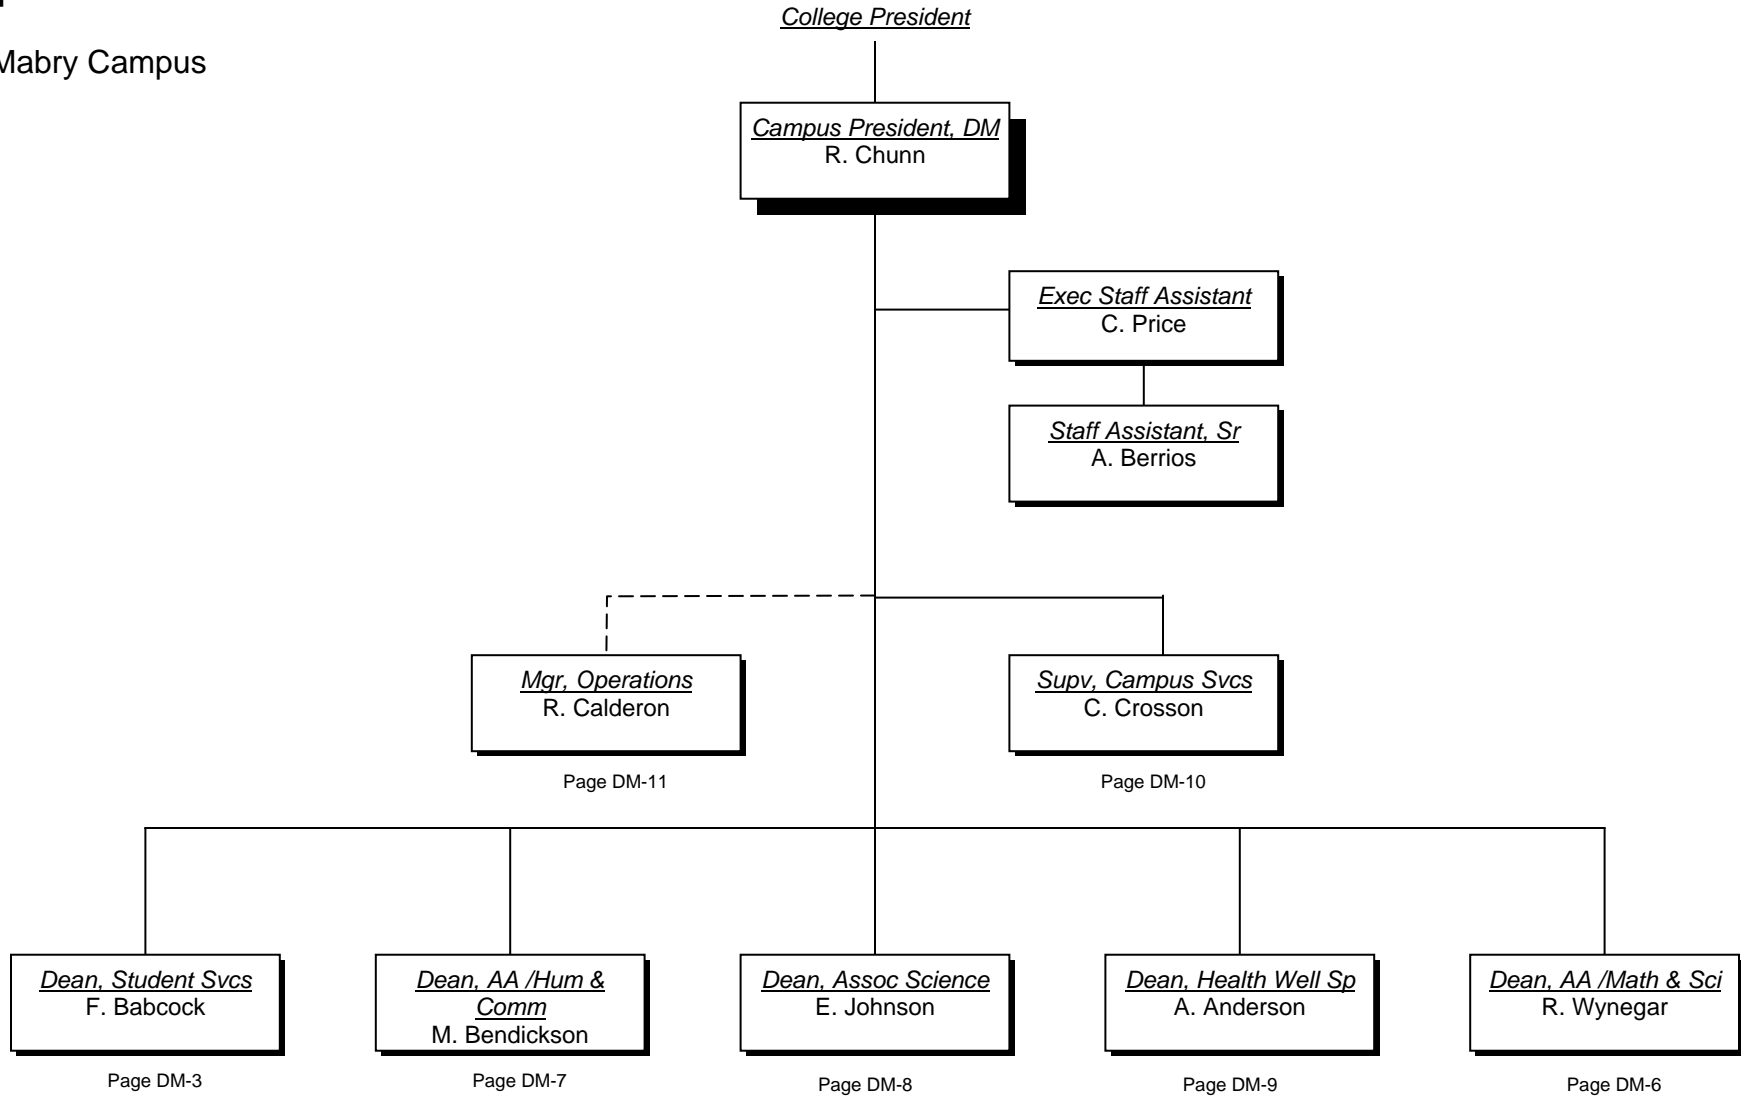 College President
Mabry Campus
Campus President, DM
R. Chunn
Exec Staff Assistant
C. Price
Staff Assistant, Sr
A. Berrios
Mgr, Operations
R. Calderon
Page DM-11
Supv, Campus Svcs
C. Crosson
Page DM-10
Dean, Student Svcs
F. Babcock
Page DM-3
Dean, AA /Hum &
Comm
M. Bendickson
Page DM-7
Dean, Assoc Science
E. Johnson
Page DM-8
Dean, Health Well Sp
A. Anderson
Page DM-9
Dean, AA /Math & Sci
R. Wynegar
Page DM-6